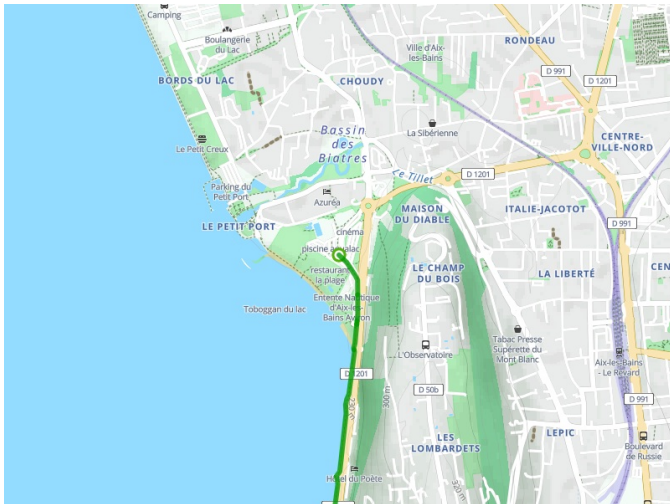 Camping
Boulangerie
du Lac
Ville d'Aix-
les-Bains
RONDEAU
BORDS DU LAC
CHOUDY
D 991
D 1201
Bassin
des
Biatres
La Sibérienne
CENTRE-
VILLE-NORD
Le Petit Creux
Le Tillet
D 1201
Parking du
Petit Port
Azuréa
MAISON
DU DIABLE
ITALIE-JACOTOT
LE PETIT PORT
cinéma
D 991
piscine aqualac
restaurant
la plage
LE CHAMP
DU BOIS
LA LIBERTÉ
CEN
Entente Nautique
d'Aix-les-
Bains Aviron
Toboggan du lac
Tabac Presse
Superette du
Mont Blanc
L'Observatoire
Aix-les-Bains
- Le Revard
D 1201
D 50b
300 m
D 991
LES
LOMBARDETS
LEPIC
Boulevard
de Russie
Hôtel du Poète
320 m